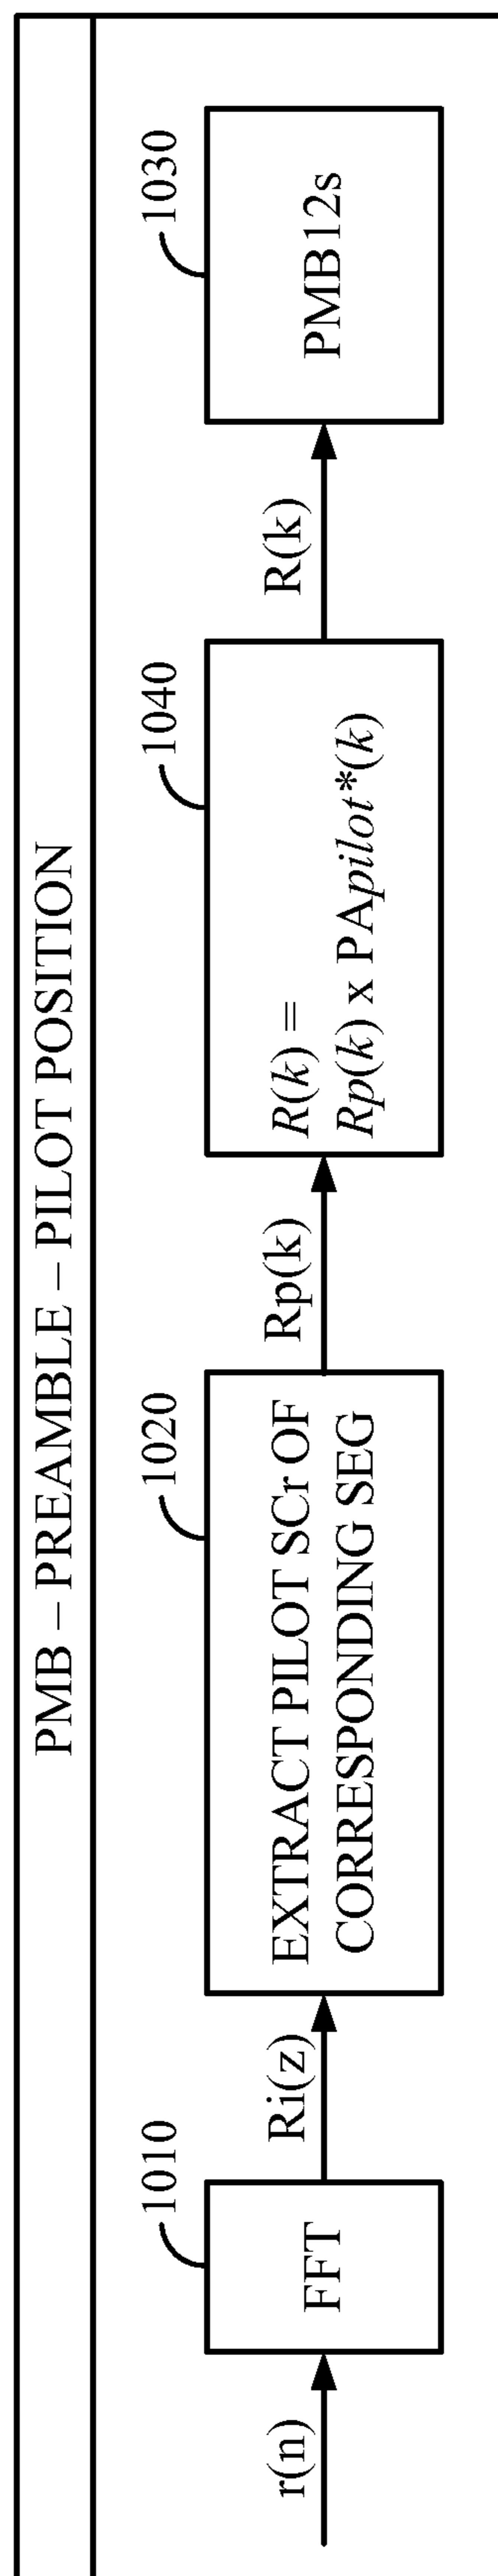 PMB – PREAMBLE – PILOT POSITION
r(n)
1010
FFT
Ri(z)
1020
EXTRACT PILOT SCr OF
CORRESPONDING SEG
Rp(k)
1040
R(k) =
Rp(k) x PApilot*(k)
R(k)
1030
PMB12s